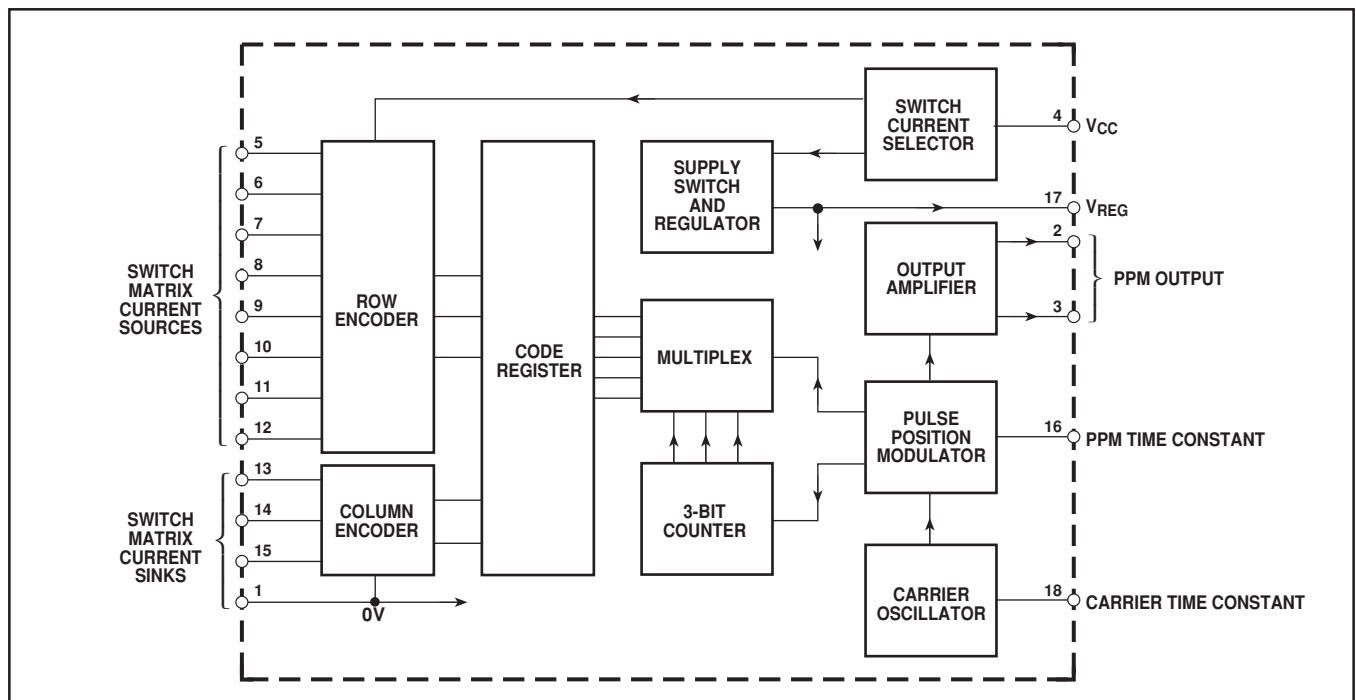 SWITCH
CURRENT
SELECTOR
4
VCC
5
6
7
8
9
10
11
12
SWITCH
MATRIX
CURRENT
SOURCES
ROW
ENCODER
CODE
REGISTER
SUPPLY
SWITCH
AND
REGULATOR
17
VREG
2
3
OUTPUT
AMPLIFIER
PPM OUTPUT
MULTIPLEX
PULSE
POSITION
MODULATOR
16
PPM TIME CONSTANT
13
14
15
1
SWITCH
MATRIX
CURRENT
SINKS
COLUMN
ENCODER
0V
3-BIT
COUNTER
CARRIER
OSCILLATOR
18
CARRIER TIME CONSTANT